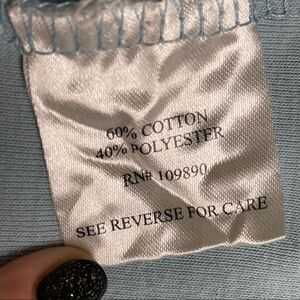 60% COTTON
40% POLYESTER
RN# 109890
SEE REVERSE FOR CARE